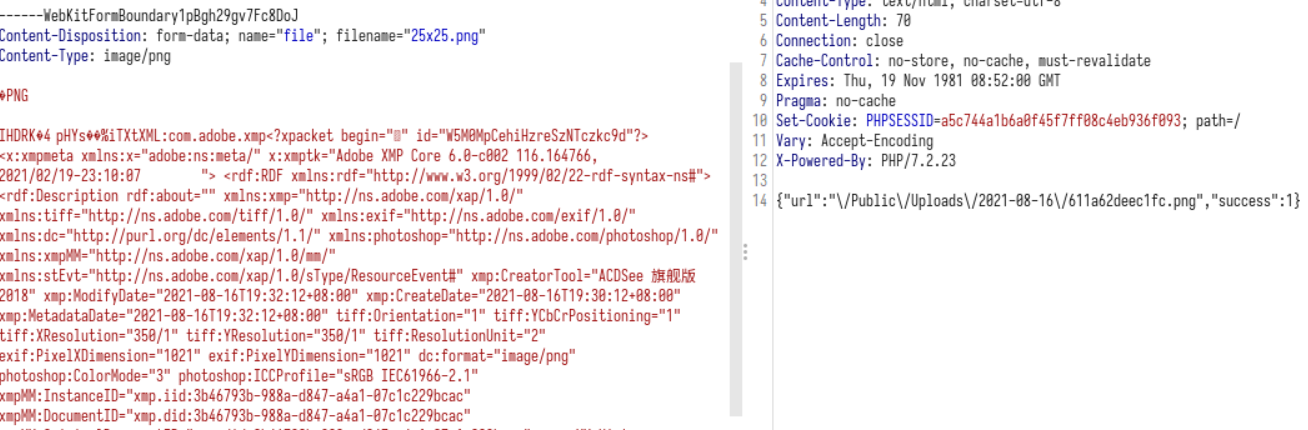 ------WebKitFormBoundary1pBgh29gv7Fc8DoJ
Content-Disposition: form-data; name="file"; filename="25x25.png"
Content-Type: image/png
�PNG
IHDRK�4 pHYs��%iTXtXML:com.adobe.xmp<?xpacket begin="" id="W5M0MpCehiHzreSzNTczkc9d"?>
<x:xmpmeta xmlns:x="adobe:ns:meta/" x:xmptk="Adobe XMP Core 6.0-c002 116.164766,
2021/02/19-23:10:07        "> <rdf:RDF xmlns:rdf="http://www.w3.org/1999/02/22-rdf-syntax-ns#">
<rdf:Description rdf:about="" xmlns:xmp="http://ns.adobe.com/xap/1.0/"
xmlns:tiff="http://ns.adobe.com/tiff/1.0/" xmlns:exif="http://ns.adobe.com/exif/1.0/"
xmlns:dc="http://purl.org/dc/elements/1.1/" xmlns:photoshop="http://ns.adobe.com/photoshop/1.0/"
xmlns:xmpMM="http://ns.adobe.com/xap/1.0/mm/"
xmlns:stEvt="http://ns.adobe.com/xap/1.0/sType/ResourceEvent#" xmp:CreatorTool="ACDSee 旗舰版
2018" xmp:ModifyDate="2021-08-16T19:32:12+08:00" xmp:CreateDate="2021-08-16T19:30:12+08:00"
xmp:MetadataDate="2021-08-16T19:32:12+08:00" tiff:Orientation="1" tiff:YCbCrPositioning="1"
tiff:XResolution="350/1" tiff:YResolution="350/1" tiff:ResolutionUnit="2"
exif:PixelXDimension="1021" exif:PixelYDimension="1021" dc:format="image/png"
photoshop:ColorMode="3" photoshop:ICCProfile="sRGB IEC61966-2.1"
xmpMM:InstanceID="xmp.iid:3b46793b-988a-d847-a4a1-07c1c229bcac"
xmpMM:DocumentID="xmp.did:3b46793b-988a-d847-a4a1-07c1c229bcac"
4 Content-Type: text/html; charset=utf-8
5 Content-Length: 70
6 Connection: close
7 Cache-Control: no-store, no-cache, must-revalidate
8 Expires: Thu, 19 Nov 1981 08:52:00 GMT
9 Pragma: no-cache
10 Set-Cookie: PHPSESSID=a5c744a1b6a0f45f7ff08c4eb936f093; path=/
11 Vary: Accept-Encoding
12 X-Powered-By: PHP/7.2.23
13
14 {"url":"\/Public\/Uploads\/2021-08-16\/611a62deec1fc.png","success":1}